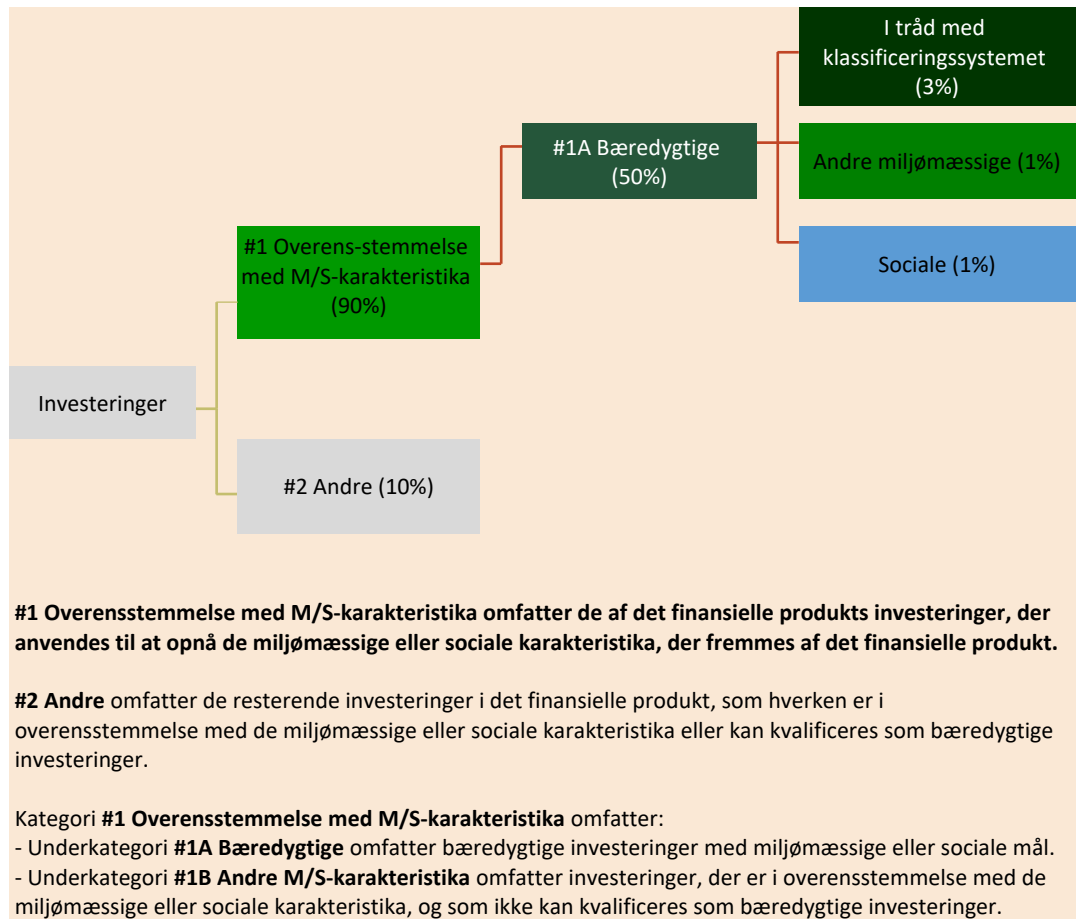 I tråd med
klassificeringssystemet
(3%)
#1A Bæredygtige
(50%)
Andre miljømæssige (1%)
#1 Overens-stemmelse
med M/S-karakteristika
(90%)
Sociale (1%)
Investeringer
#2 Andre (10%)
#1 Overensstemmelse med M/S-karakteristika omfatter de af det finansielle produkts investeringer, der
anvendes til at opnå de miljømæssige eller sociale karakteristika, der fremmes af det finansielle produkt.
#2 Andre omfatter de resterende investeringer i det finansielle produkt, som hverken er i
overensstemmelse med de miljømæssige eller sociale karakteristika eller kan kvalificeres som bæredygtige
investeringer.
Kategori #1 Overensstemmelse med M/S-karakteristika omfatter:
- Underkategori #1A Bæredygtige omfatter bæredygtige investeringer med miljømæssige eller sociale mål.
- Underkategori #1B Andre M/S-karakteristika omfatter investeringer, der er i overensstemmelse med de
miljømæssige eller sociale karakteristika, og som ikke kan kvalificeres som bæredygtige investeringer.